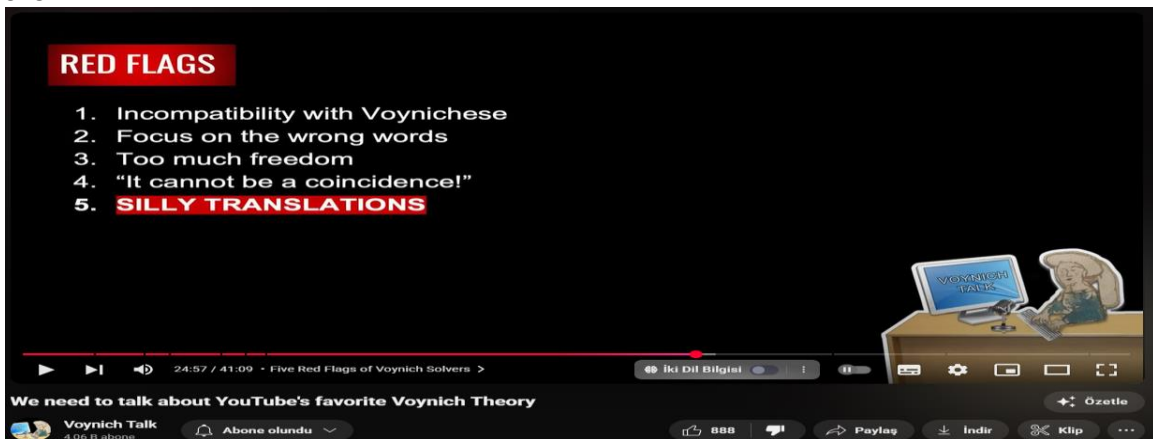 RED FLAGS
1. Incompatibility with Voynichese
2. Focus on the wrong words
3. Too much freedom
4. “It cannot be a coincidence!”
5. SILLY TRANSLATIONS
VOYNICH
TALK
24:57 / 41:09 • Five Red Flags of Voynich Solvers >
İki Dil Bilgisi
We need to talk about YouTube's favorite Voynich Theory
Özetle
Voynich Talk
4,06 B abone
Abone olundu
888
Paylaş
İndir
Klip